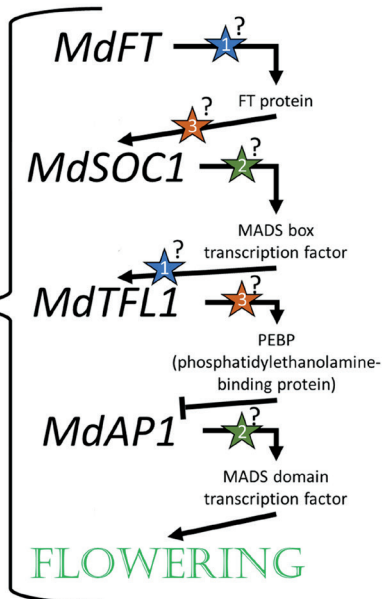 ?
MdFT 1
FT protein
?
3
MdSOC1 2 ?
MADS box
transcription factor
?
1
MdTFL1 3 ?
PEBP
(phosphatidylethanolamine-
binding protein)
MdAP1 2 ?
MADS domain
transcription factor
FLOWERING